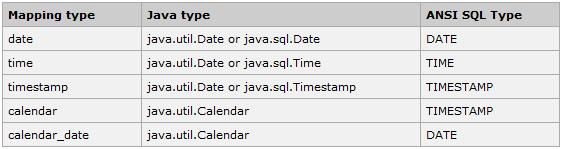 Mapping type Java type ANSI SQL Type
date java.util.Date or java.sql.Date DATE
time java.util.Date or java.sql.Time TIME
timestamp java.util.Date or java.sql.Timestamp TIMESTAMP
calendar java.util.Calendar TIMESTAMP
calendar_date java.util.Calendar DATE